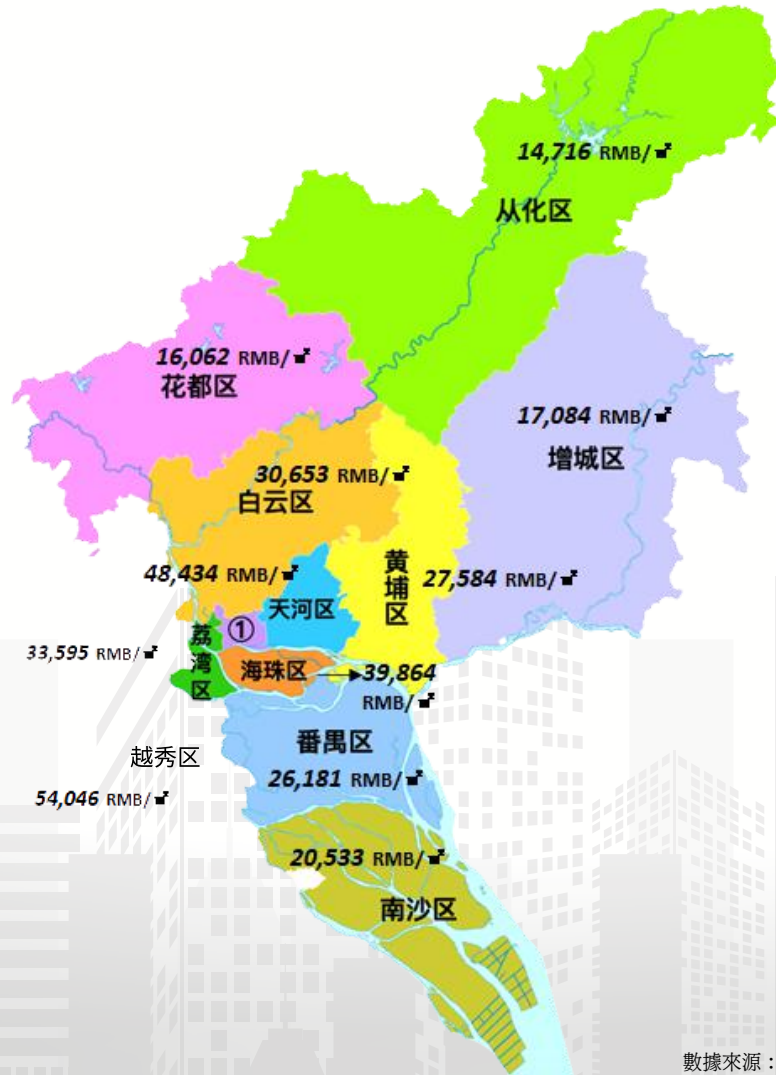 14,716 RMB/㎡
从化区
16,062 RMB/㎡
花都区
17,084 RMB/㎡
增城区
30,653 RMB/㎡
白云区
48,434 RMB/㎡
天河区
黄埔区
27,584 RMB/㎡
①
荔湾区
33,595 RMB/㎡
海珠区
39,864
RMB/㎡
番禺区
越秀区
26,181 RMB/㎡
54,046 RMB/㎡
20,533 RMB/㎡
南沙区
數據來源：